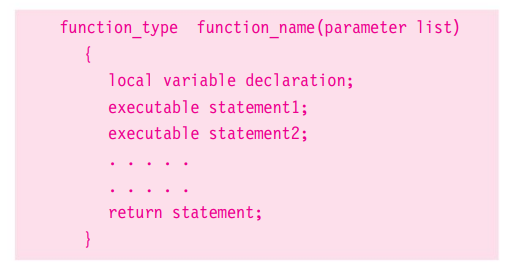 function_type function_name(parameter list)
{
local variable declaration;
executable statement1;
executable statement2;
. . . . .
. . . . .
return statement;
}